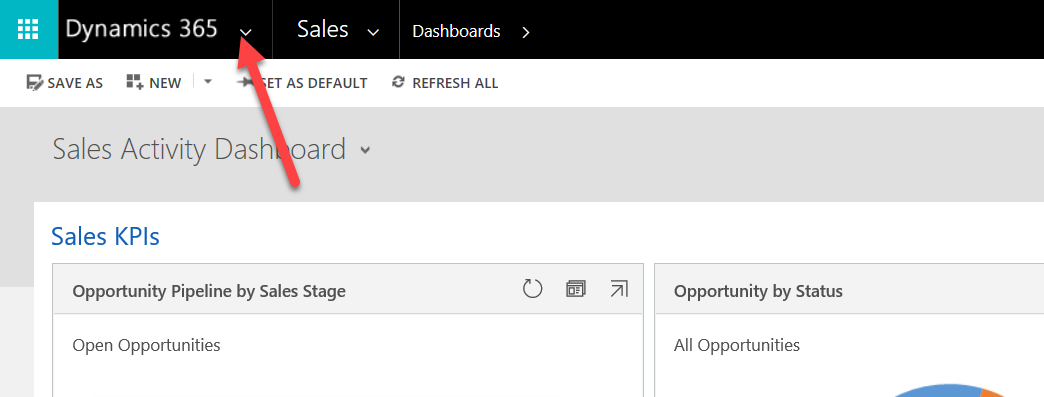 Dynamics 365 Sales Dashboards
SAVE AS NEW SET AS DEFAULT REFRESH ALL
Sales Activity Dashboard
Sales KPIs
Opportunity Pipeline by Sales Stage Opportunity by Status
Open Opportunities All Opportunities